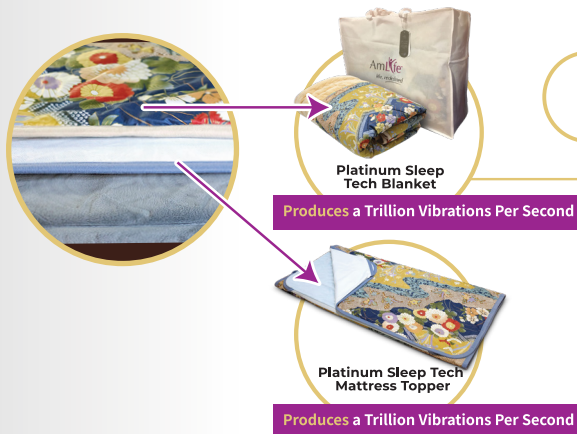 AmLife
Platinum Sleep
Tech Blanket
Produces a Trillion Vibrations Per Second
Platinum Sleep Tech
Mattress Topper
Produces a Trillion Vibrations Per Second